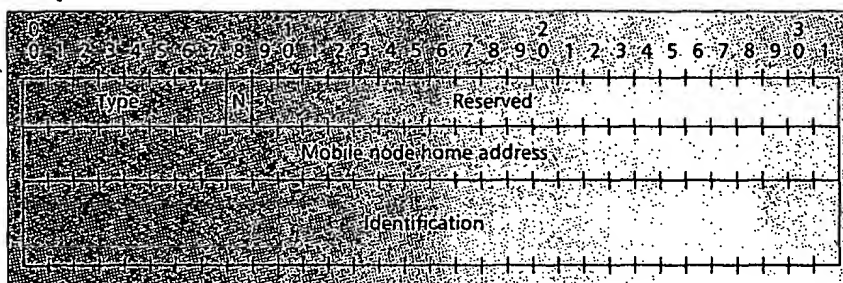 0 1 2 3
0 1 2 3 4 5 6 7 8 9 0 1 2 3 4 5 6 7 8 9 0 1 2 3 4 5 6 7 8 9 0 1
Type N Reserved
Mobile node home address
Identification